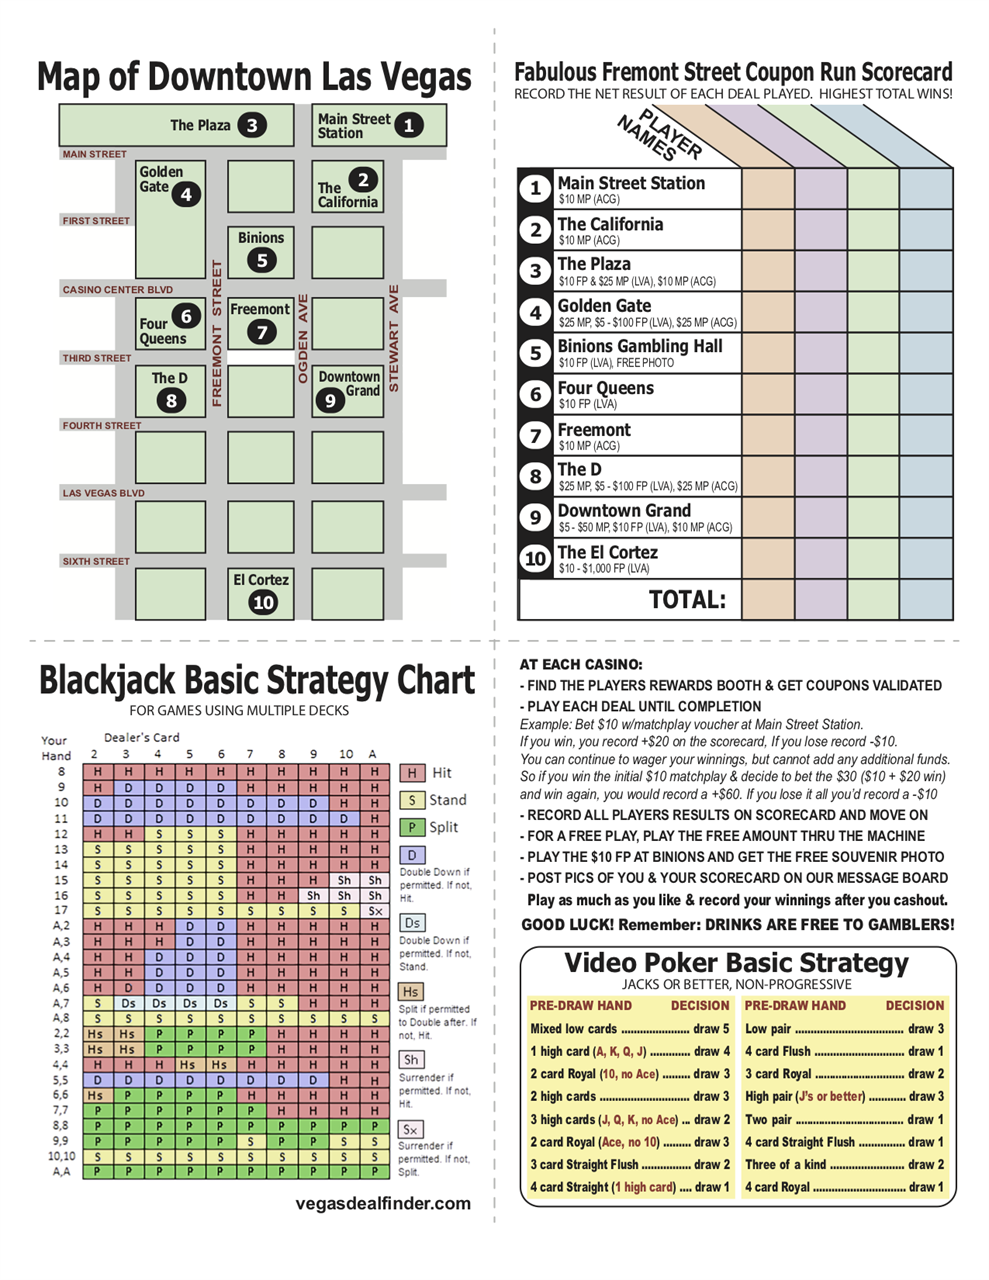 Map of Downtown Las Vegas
The Plaza 3
Main Street
Station 1
MAIN STREET
Golden
Gate 4
The
California 2
FIRST STREET
Binions
5
CASINO CENTER BLVD
Four
Queens 6
Freemont
7
THIRD STREET
The D
8
Downtown
Grand
9
FOURTH STREET
LAS VEGAS BLVD
SIXTH STREET
El Cortez
10
FREEMONT STREET
OGDEN AVE
STEWART AVE
Fabulous Fremont Street Coupon Run Scorecard
RECORD THE NET RESULT OF EACH DEAL PLAYED. HIGHEST TOTAL WINS!
PLAYER
NAMES
1 Main Street Station
$10 MP (ACG)
2 The California
$10 MP (ACG)
3 The Plaza
$10 FP & $25 MP (LVA), $10 MP (ACG)
4 Golden Gate
$25 MP, $5 - $100 FP (LVA), $25 MP (ACG)
5 Binions Gambling Hall
$10 FP (LVA), FREE PHOTO
6 Four Queens
$10 FP (LVA)
7 Freemont
$10 MP (ACG)
8 The D
$25 MP, $5 - $100 FP (LVA), $25 MP (ACG)
9 Downtown Grand
$5 - $50 MP, $10 FP (LVA), $10 MP (ACG)
10 The El Cortez
$10 - $1,000 FP (LVA)
TOTAL:
Blackjack Basic Strategy Chart
FOR GAMES USING MULTIPLE DECKS
Your
Hand
Dealer's Card
2 3 4 5 6 7 8 9 10 A
8 H H H H H H H H H H
9 H D D D D H H H H H
10 D D D D D D D D H H
11 D D D D D D D D D H
12 H H S S S H H H H H
13 S S S S S H H H H H
14 S S S S S H H H H H
15 S S S S S H H H Sh Sh
16 S S S S S H H Sh Sh Sh
17 S S S S S S S S S Sx
A,2 H H H D D H H H H H
A,3 H H H D D H H H H H
A,4 H H D D D H H H H H
A,5 H H D D D H H H H H
A,6 H D D D D H H H H H
A,7 S Ds Ds Ds Ds S S H H H
A,8 S S S S S S S S S S
2,2 Hs Hs P P P P H H H H
3,3 Hs Hs P P P P H H H H
4,4 H H H Hs Hs H H H H H
5,5 D D D D D D D D H H
6,6 Hs P P P P H H H H H
7,7 P P P P P P H H H H
8,8 P P P P P P P P P P
9,9 P P P P P S P P S S
10,10 S S S S S S S S S S
A,A P P P P P P P P P P
H Hit
S Stand
P Split
D
Double Down if
permitted. If not,
Hit.
Ds
Double Down if
permitted. If not,
Stand.
Hs
Split if permitted
to Double after. If
not, Hit.
Sh
Surrender if
permitted. If not,
Hit.
Sx
Surrender if
permitted. If not,
Split.
vegasdealfinder.com
AT EACH CASINO:
- FIND THE PLAYERS REWARDS BOOTH & GET COUPONS VALIDATED
- PLAY EACH DEAL UNTIL COMPLETION
Example: Bet $10 w/matchplay voucher at Main Street Station.
If you win, you record +$20 on the scorecard, If you lose record -$10.
You can continue to wager your winnings, but cannot add any additional funds.
So if you win the initial $10 matchplay & decide to bet the $30 ($10 + $20 win)
and win again, you would record a +$60. If you lose it all you'd record a -$10
- RECORD ALL PLAYERS RESULTS ON SCORECARD AND MOVE ON
- FOR A FREE PLAY, PLAY THE FREE AMOUNT THRU THE MACHINE
- PLAY THE $10 FP AT BINIONS AND GET THE FREE SOUVENIR PHOTO
- POST PICS OF YOU & YOUR SCORECARD ON OUR MESSAGE BOARD
Play as much as you like & record your winnings after you cashout.
GOOD LUCK! Remember: DRINKS ARE FREE TO GAMBLERS!
Video Poker Basic Strategy
JACKS OR BETTER, NON-PROGRESSIVE
PRE-DRAW HAND DECISION
Mixed low cards ....................... draw 5
1 high card (A, K, Q, J) ............. draw 4
2 card Royal (10, no Ace) .......... draw 3
2 high cards .............................. draw 3
3 high cards (J, Q, K, no Ace) ... draw 2
2 card Royal (Ace, no 10) ......... draw 3
3 card Straight Flush ................ draw 2
4 card Straight (1 high card) .... draw 1
PRE-DRAW HAND DECISION
Low pair .................................... draw 3
4 card Flush .............................. draw 1
3 card Royal .............................. draw 2
High pair (J's or better) ............. draw 3
Two pair .................................... draw 1
4 card Straight Flush ................ draw 1
Three of a kind ......................... draw 2
4 card Royal .............................. draw 1